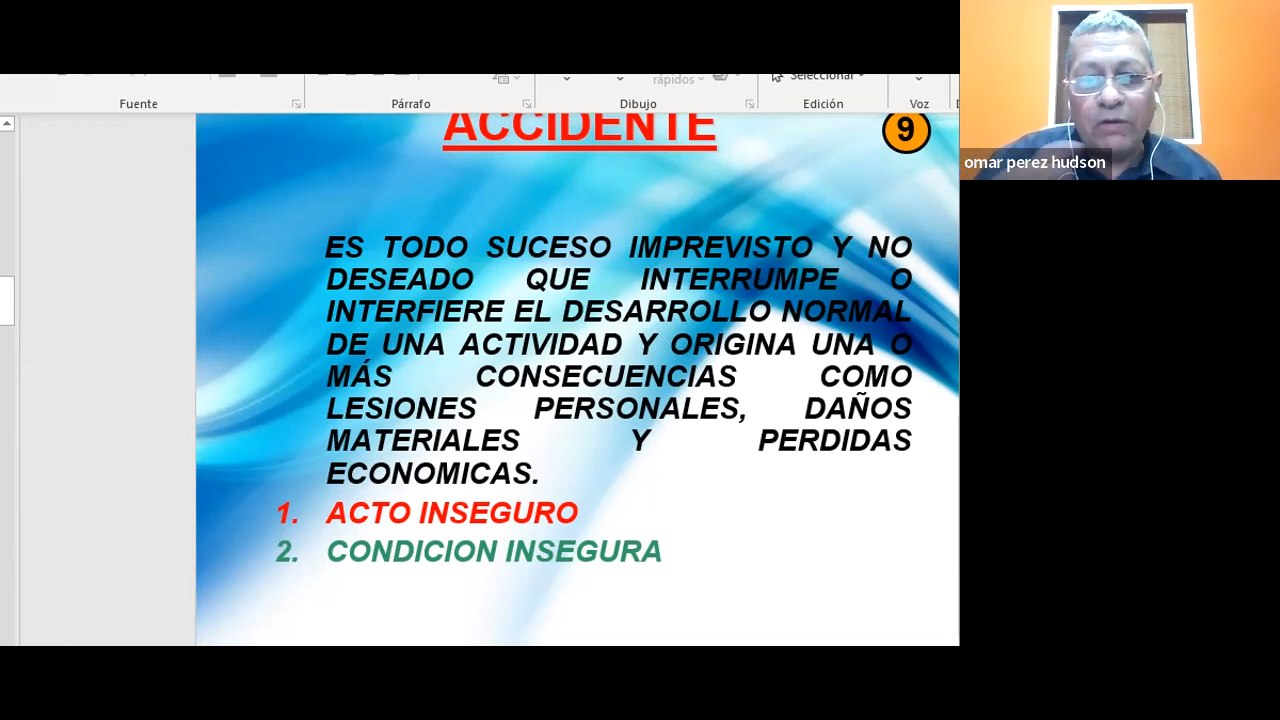 rápidos
Seleccionar
Fuente
Párrafo
Dibujo
Edición
Voz
ACCIDENTE
9
omar perez hudson
ES TODO SUCESO IMPREVISTO Y NO
DESEADO QUE INTERRUMPE O
INTERFIERE EL DESARROLLO NORMAL
DE UNA ACTIVIDAD Y ORIGINA UNA O
MÁS CONSECUENCIAS COMO
LESIONES PERSONALES, DAÑOS
MATERIALES Y PERDIDAS
ECONOMICAS.
1. ACTO INSEGURO
2. CONDICION INSEGURA